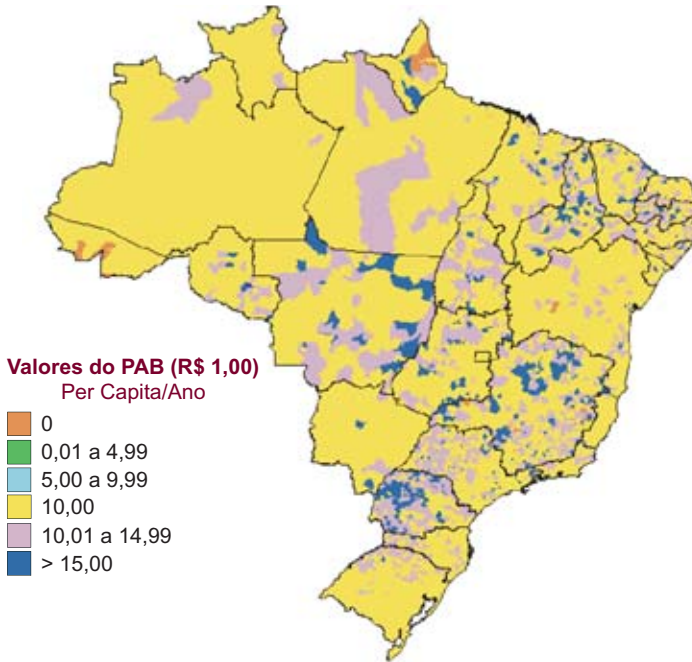 Valores do PAB (R$ 1,00)
Per Capita/Ano
0
0,01 a 4,99
5,00 a 9,99
10,00
10,01 a 14,99
> 15,00